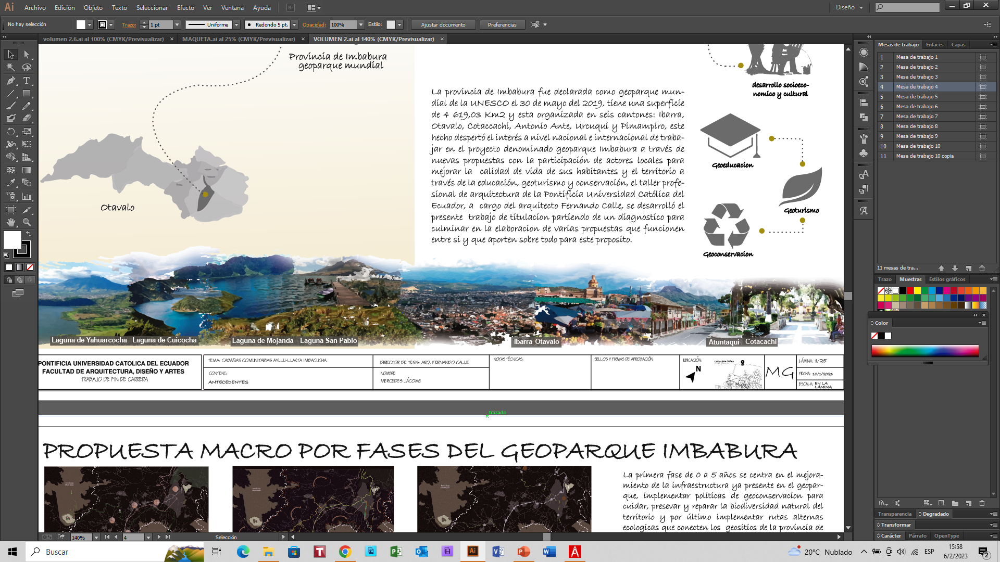 Ai Archivo Edición Objeto Texto Seleccionar Efecto Ver Ventana Ayuda Br Diseño
No hay selección Trazo: 1 pt Uniforme Redondo 5 pt. Opacidad: 100% Estilo: Ajustar documento Preferencias
volumen 2.6.ai al 100% (CMYK/Previsualizar) × MAQUETA.ai al 25% (CMYK/Previsualizar) × VOLUMEN 2.ai al 140% (CMYK/Previsualizar) ×
Provincia de Imbabura
geoparque mundial
Otavalo
La provincia de Imbabura fue declarada como geoparque mun-
dial de la UNESCO el 30 de mayo del 2019, tiene una superficie
de 4 619,03 Km2 y esta organizada en seis cantones: Ibarra,
Otavalo, Cotaccachi, Antonio Ante, Urcuqui y Pimampiro, este
hecho despertó el interés a nivel nacional e internacional de traba-
jar en el proyecto denominado geoparque Imbabura a través de
nuevas propuestas con la participación de actores locales para
mejorar la calidad de vida de sus habitantes y el territorio a
través de la educación, geoturismo y conservación, el taller profe-
sional de arquitectura de la Pontificia Universidad Católica del
Ecuador, a cargo del arquitecto Fernando Calle, se desarrolló el
presente trabajo de titulacion partiendo de un diagnostico para
culminar en la elaboracion de varias propuestas que funcionen
entre sí y que aporten sobre todo para este proposito.
desarrollo socioeco-
nomico y cultural
Geoeducacion
Geoturismo
Geoconservacion
Laguna de Yahuarcocha Laguna de Cuicocha Laguna de Mojanda Laguna San Pablo Ibarra Otavalo Atuntaqui Cotacachi
PONTIFICIA UNIVERSIDAD CATOLICA DEL ECUADOR
FACULTAD DE ARQUITECTURA, DISEÑO Y ARTES
TRABAJO DE FIN DE CARRERA
TEMA: CABAÑAS COMUNITARIAS AYLLU-LLAKTA IMBACUCHA
CONTIENE:
ANTECEDENTES
DIRECTOR DE TESIS: ARQ. FERNANDO CALLE
NOMBRE
MERCEDES JÁCOME
NOTAS TÉCNICAS:
SELLOS Y FIRMAS DE APROBACIÓN:
UBICACIÓN:
N
Lago San Pablo
MG
LÁMINA: 1/25
FECHA: 10/1/2023
ESCALA: EN LA
LÁMINA
trazado
PROPUESTA MACRO POR FASES DEL GEOPARQUE IMBABURA
La primera fase de 0 a 5 años se centra en el mejora-
miento de la infraestructura ya presente en el geopar-
que, implementar políticas de geoconservacion para
cuidar, presevar y reparar la biodiversidad natural del
territorio y por último implementar rutas alternas
ecologicas que conecten los geositios de la provincia de
Mesas de trabajo Enlaces Capas
1 Mesa de trabajo 1
2 Mesa de trabajo 2
3 Mesa de trabajo 3
4 Mesa de trabajo 4
5 Mesa de trabajo 5
6 Mesa de trabajo 6
7 Mesa de trabajo 7
8 Mesa de trabajo 8
9 Mesa de trabajo 9
10 Mesa de trabajo 10
11 Mesa de trabajo 10 copia
11 mesas de tra...
Trazo Muestras Estilos gráficos
Color
Transparencia Degradado
Transformar
Carácter Párrafo OpenType
140% 4 Selección
Buscar
20°C Nublado ESP 15:58
6/2/2023 2